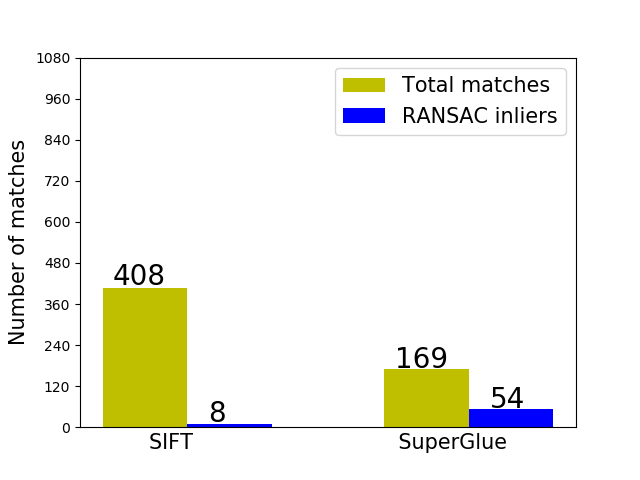 1080
960
840
720
600
480
360
240
120
0
Number of matches
Total matches
RANSAC inliers
408
8
169
54
SIFT
SuperGlue